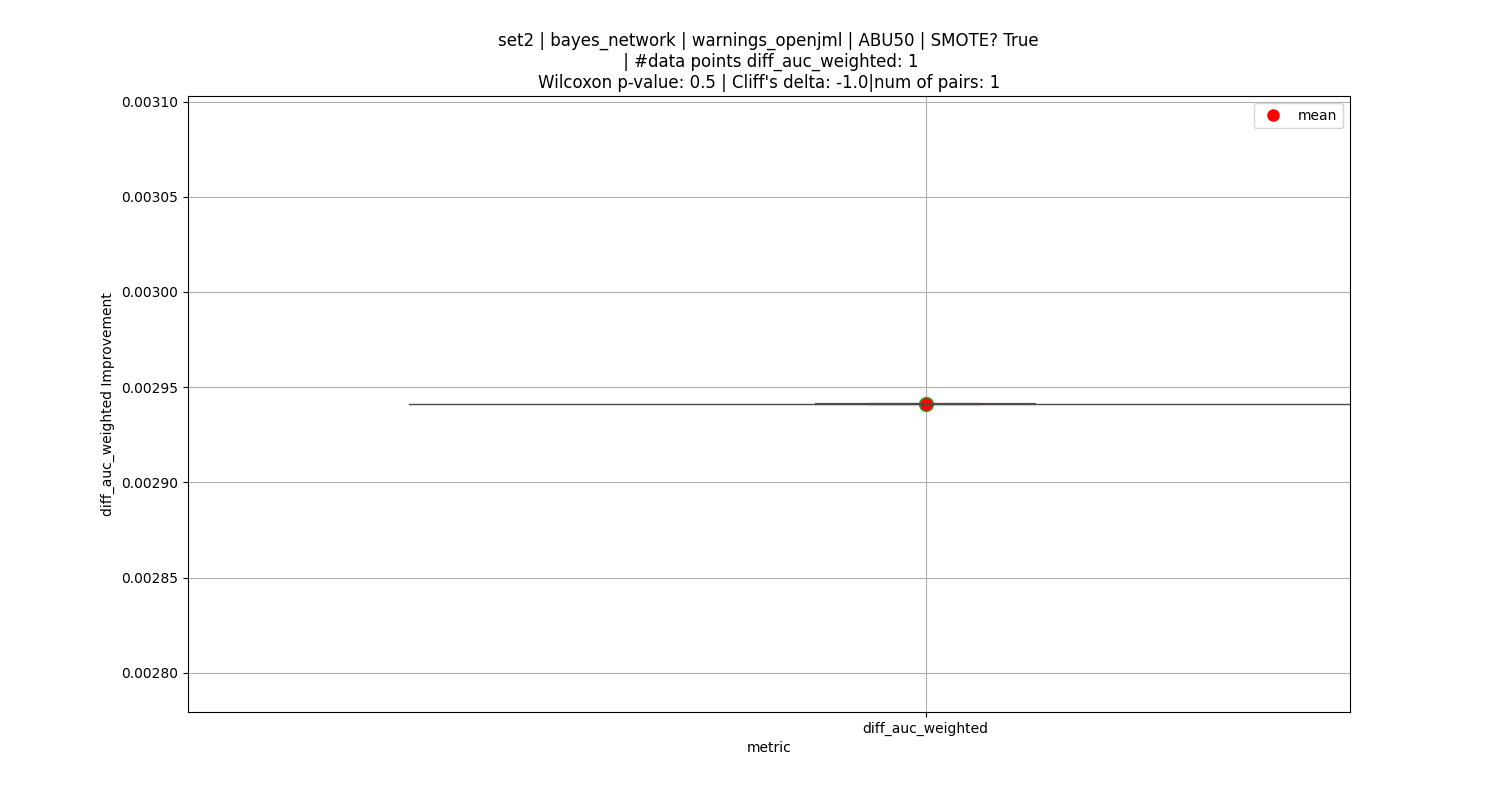 set2 | bayes_network | warnings_openjml | ABU50 | SMOTE? True
| #data points diff_auc_weighted: 1
Wilcoxon p-value: 0.5 | Cliff's delta: -1.0|num of pairs: 1
mean
0.00310
0.00305
0.00300
0.00295
0.00290
0.00285
0.00280
diff_auc_weighted Improvement
diff_auc_weighted
metric